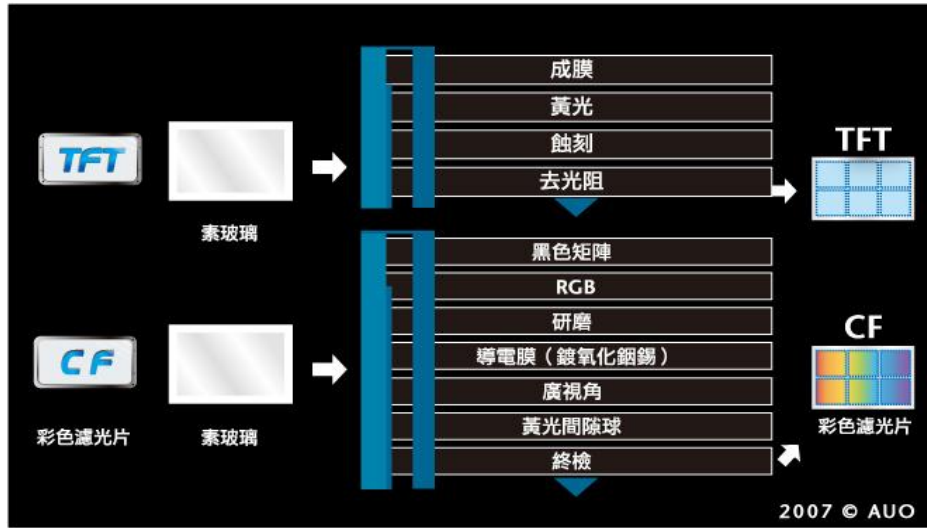 TFT
素玻璃
成膜
黃光
蝕刻
去光阻
TFT
CF
彩色濾光片
素玻璃
黑色矩陣
RGB
研磨
導電膜（鍍氧化銦錫）
廣視角
黃光間隙球
終檢
CF
彩色濾光片
2007 © AUO